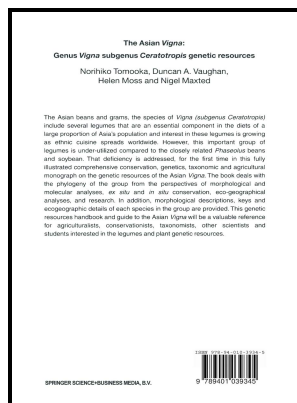 The Asian Vigna:
Genus Vigna subgenus Ceratotropis genetic resources
Norihiko Tomooka, Duncan A. Vaughan,
Helen Moss and Nigel Maxted
The Asian beans and grams, the species of Vigna (subgenus Ceratotropis)
include several legumes that are an essential component in the diets of a
large proportion of Asia's population and interest in these legumes is growing
as ethnic cuisine spreads worldwide. However, this important group of
legumes is under-utilized compared to the closely related Phaseolus beans
and soybean. That deficiency is addressed, for the first time in this fully
illustrated comprehensive conservation, genetics, taxonomic and agricultural
monograph on the genetic resources of the Asian Vigna. The book deals with
the phylogeny of the group from the perspectives of morphological and
molecular analyses, ex situ and in situ conservation, eco-geographical
analyses, and research. In addition, morphological descriptions, keys and
ecogeographic details of each species in the group are provided. This genetic
resources handbook and guide to the Asian Vigna will be a valuable reference
for agriculturalists, conservationists, taxonomists, other scientists and
students interested in the legumes and plant genetic resources.
ISBN 978-94-010-3934-5
9 789401 039345
SPRINGER SCIENCE+BUSINESS MEDIA, B.V.